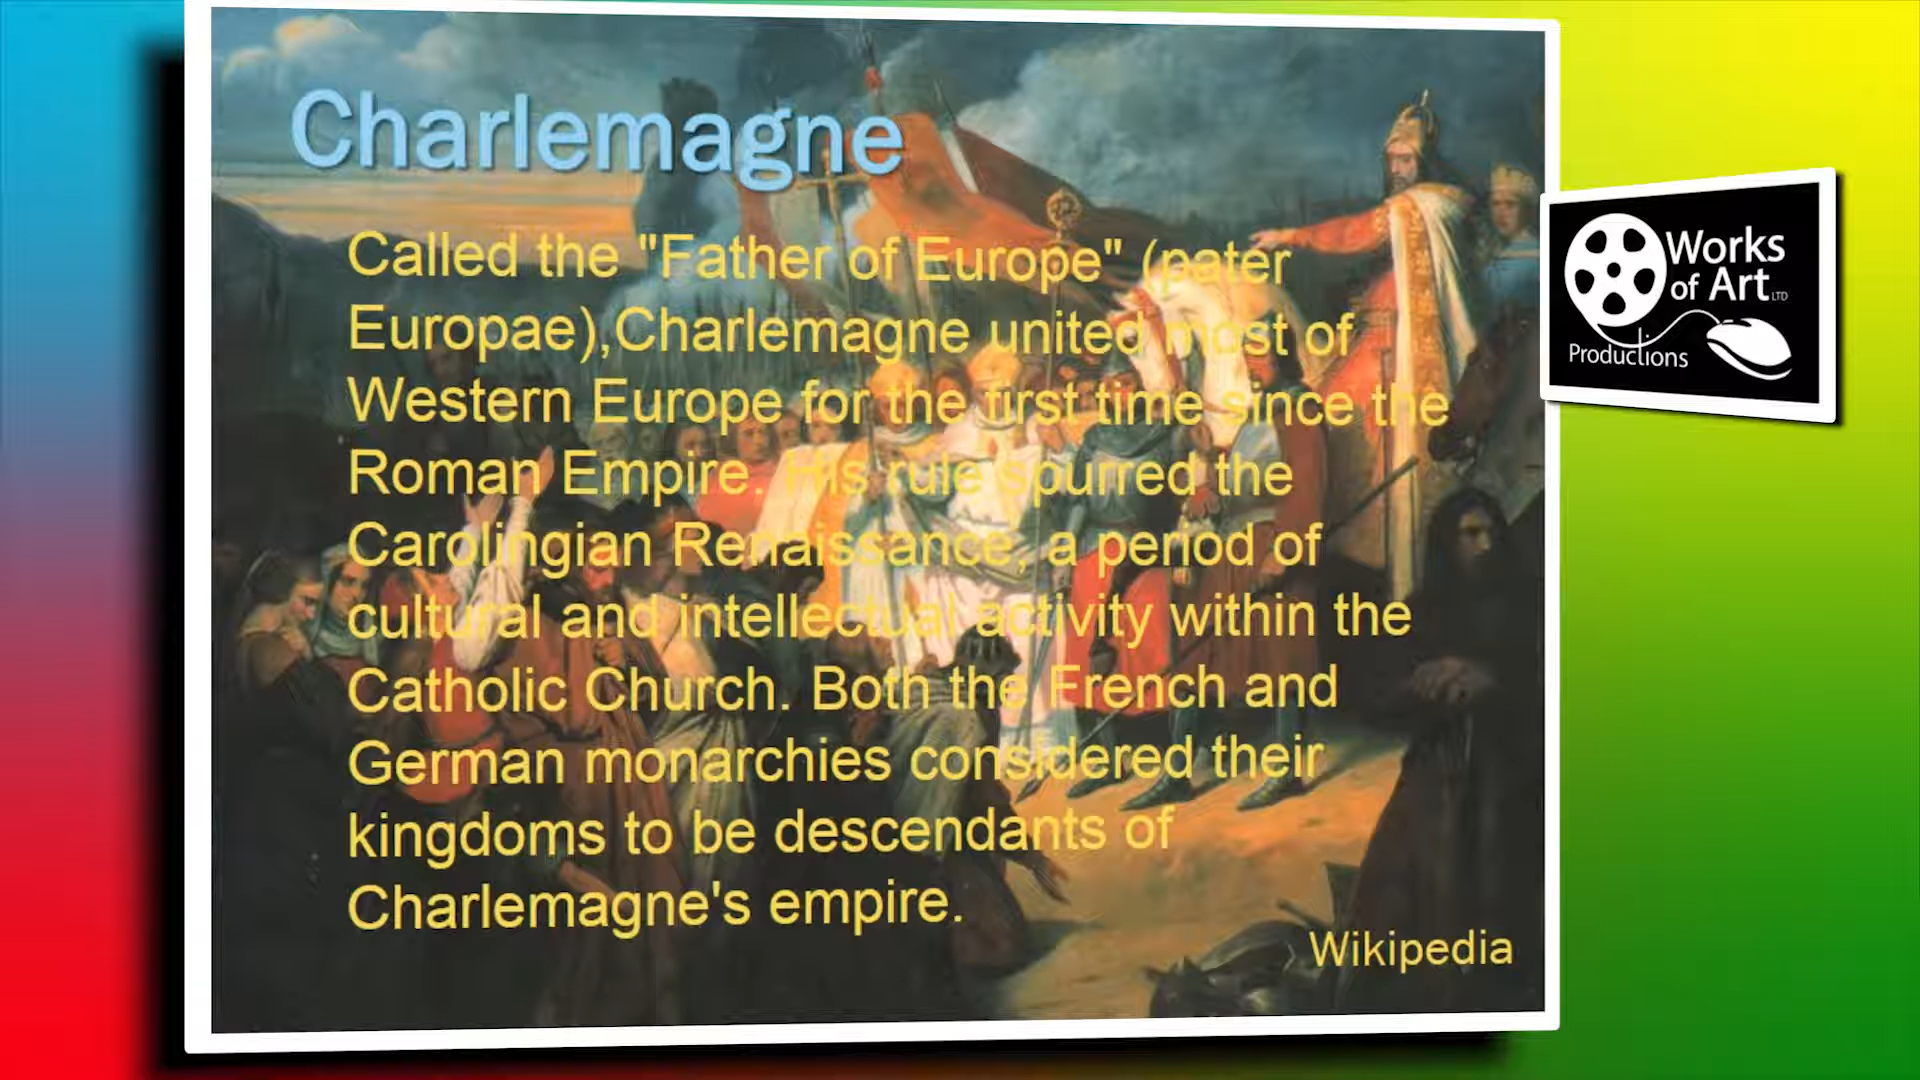 Charlemagne
Called the "Father of Europe" (pater
Europae),Charlemagne united most of
Western Europe for the first time since the
Roman Empire. His rule spurred the
Carolingian Renaissance, a period of
cultural and intellectual activity within the
Catholic Church. Both the French and
German monarchies considered their
kingdoms to be descendants of
Charlemagne's empire.
Wikipedia
Works
of Art LTD
Productions